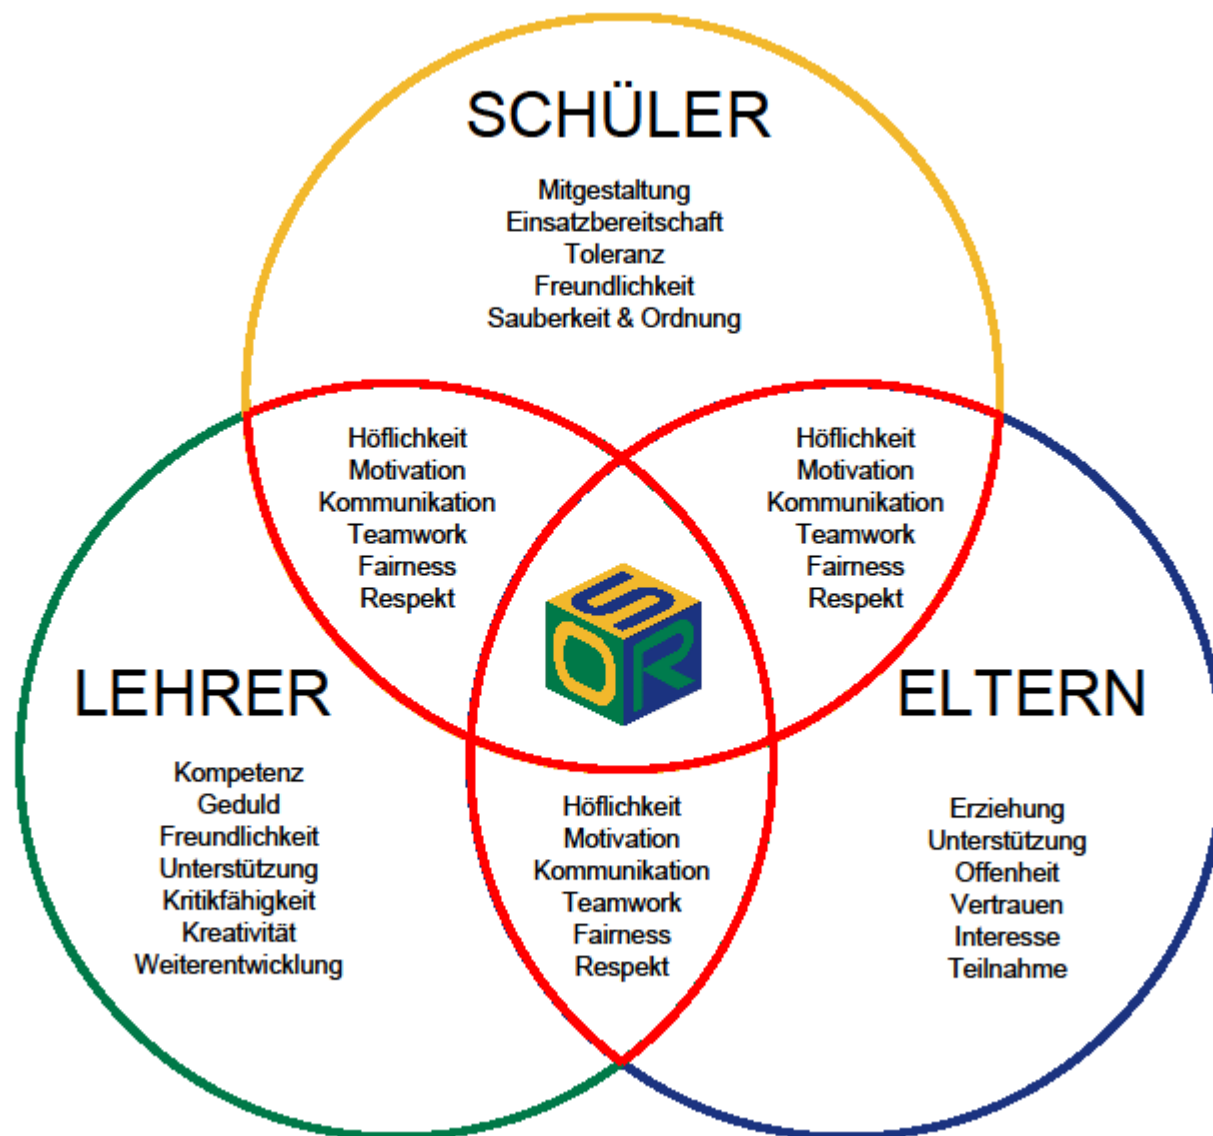 SCHÜLER
Mitgestaltung
Einsatzbereitschaft
Toleranz
Freundlichkeit
Sauberkeit & Ordnung
Höflichkeit
Motivation
Kommunikation
Teamwork
Fairness
Respekt
Höflichkeit
Motivation
Kommunikation
Teamwork
Fairness
Respekt
S
O
R
LEHRER
Kompetenz
Geduld
Freundlichkeit
Unterstützung
Kritikfähigkeit
Kreativität
Weiterentwicklung
Höflichkeit
Motivation
Kommunikation
Teamwork
Fairness
Respekt
ELTERN
Erziehung
Unterstützung
Offenheit
Vertrauen
Interesse
Teilnahme